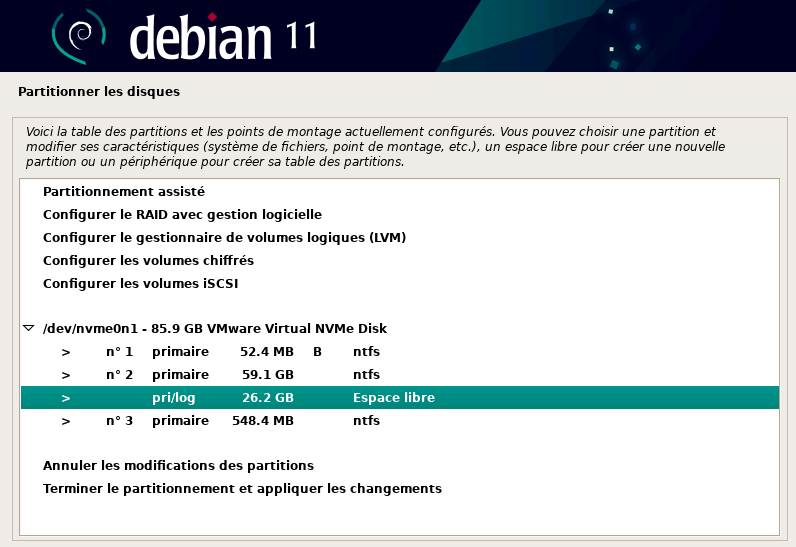 debian 11
Partitionner les disques
Voici la table des partitions et les points de montage actuellement configurés. Vous pouvez choisir une partition et
modifier ses caractéristiques (système de fichiers, point de montage, etc.), un espace libre pour créer une nouvelle
partition ou un périphérique pour créer sa table des partitions.
Partitionnement assisté
Configurer le RAID avec gestion logicielle
Configurer le gestionnaire de volumes logiques (LVM)
Configurer les volumes chiffrés
Configurer les volumes iSCSI
/dev/nvme0n1 - 85.9 GB VMware Virtual NVMe Disk
> n° 1 primaire 52.4 MB B ntfs
> n° 2 primaire 59.1 GB ntfs
> pri/log 26.2 GB Espace libre
> n° 3 primaire 548.4 MB ntfs
Annuler les modifications des partitions
Terminer le partitionnement et appliquer les changements